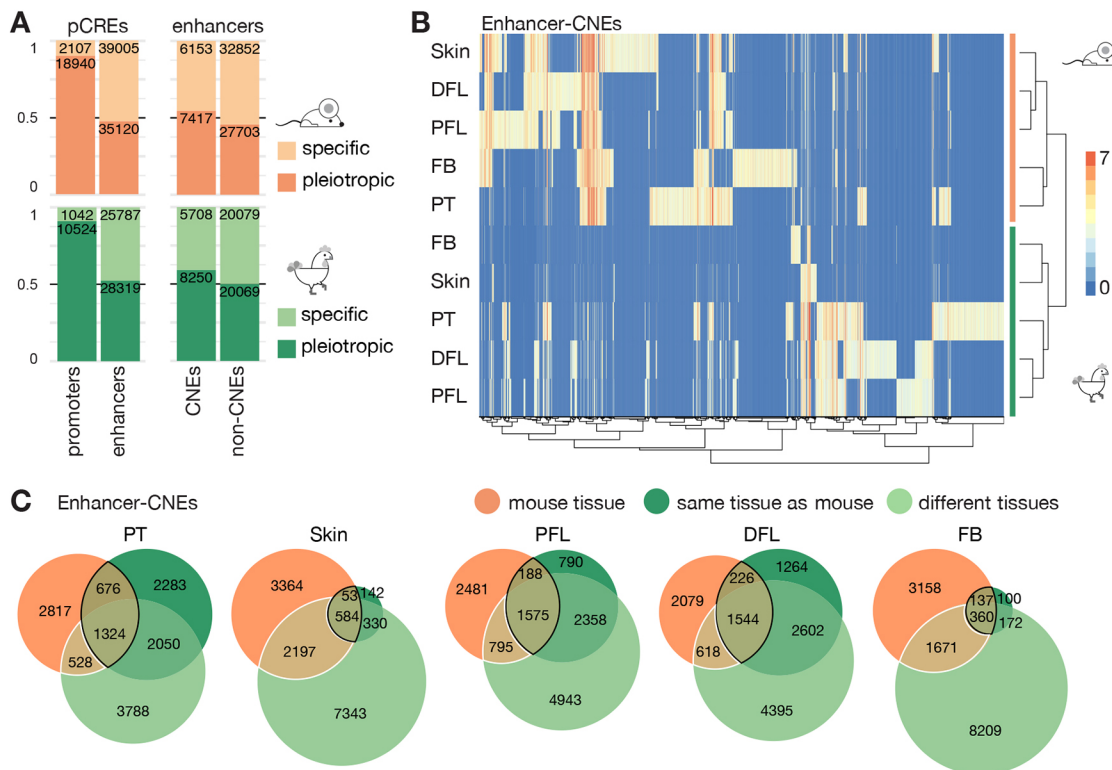 A
pCREs
enhancers
1
2107
39005
6153
32852
18940
0.5
35120
7417
27703
0
specific
pleiotropic
1
1042
25787
5708
20079
10524
0.5
28319
8250
20069
0
specific
pleiotropic
promoters
enhancers
CNEs
non-CNEs
B
Enhancer-CNEs
Skin
DFL
PFL
FB
PT
FB
Skin
PT
DFL
PFL
7
0
C
Enhancer-CNEs
mouse tissue
same tissue as mouse
different tissues
PT
2817
676
2283
1324
2050
528
3788
Skin
3364
53
142
584
330
2197
7343
PFL
2481
188
790
1575
2358
795
4943
DFL
2079
226
1264
1544
2602
618
4395
FB
3158
137
100
360
172
1671
8209